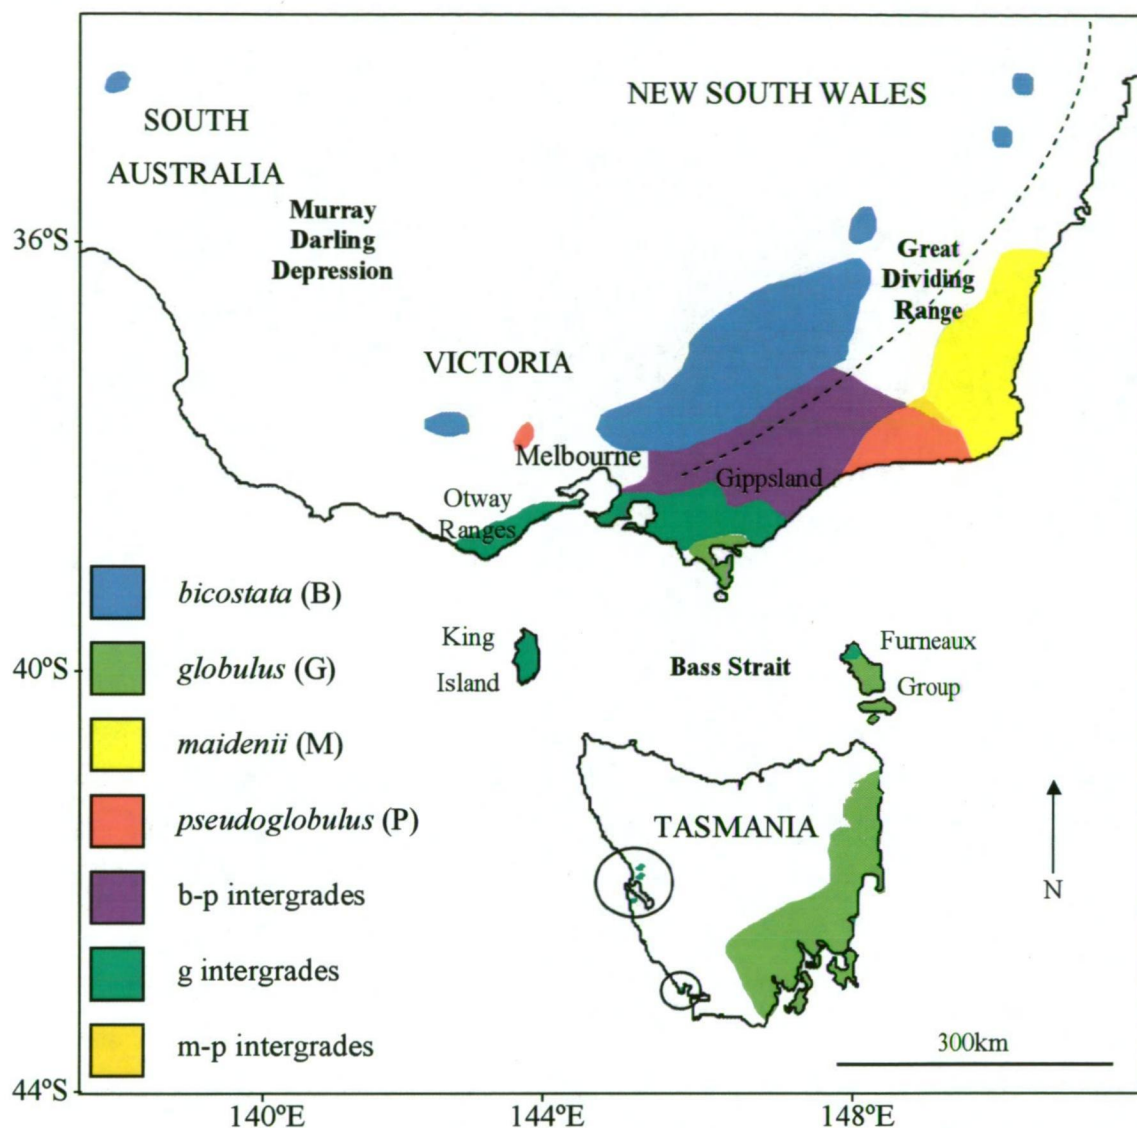 NEW SOUTH WALES
SOUTH
AUSTRALIA
Murray
Darling
Depression
36ºS
Great
Dividing
Range
VICTORIA
Melbourne
Gippsland
Otway
Ranges
bicostata (B)
King
Island
Bass Strait
Furneaux
Group
40ºS
globulus (G)
maidenii (M)
pseudoglobulus (P)
TASMANIA
b-p intergrades
N
g intergrades
m-p intergrades
300km
44ºS
140ºE
144ºE
148ºE